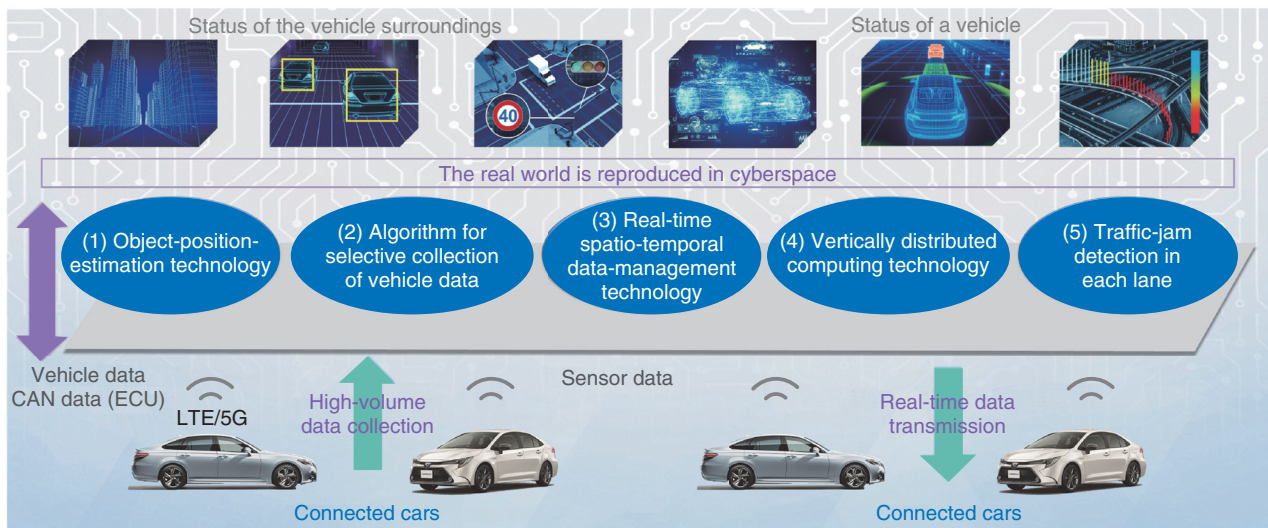 Status of the vehicle surroundings
Status of a vehicle
40
The real world is reproduced in cyberspace
(1) Object-position-
estimation technology
(2) Algorithm for
selective collection
of vehicle data
(3) Real-time
spatio-temporal
data-management
technology
(4) Vertically distributed
computing technology
(5) Traffic-jam
detection in
each lane
Vehicle data
CAN data (ECU)
LTE/5G
High-volume
data collection
Sensor data
Real-time data
transmission
Connected cars
Connected cars